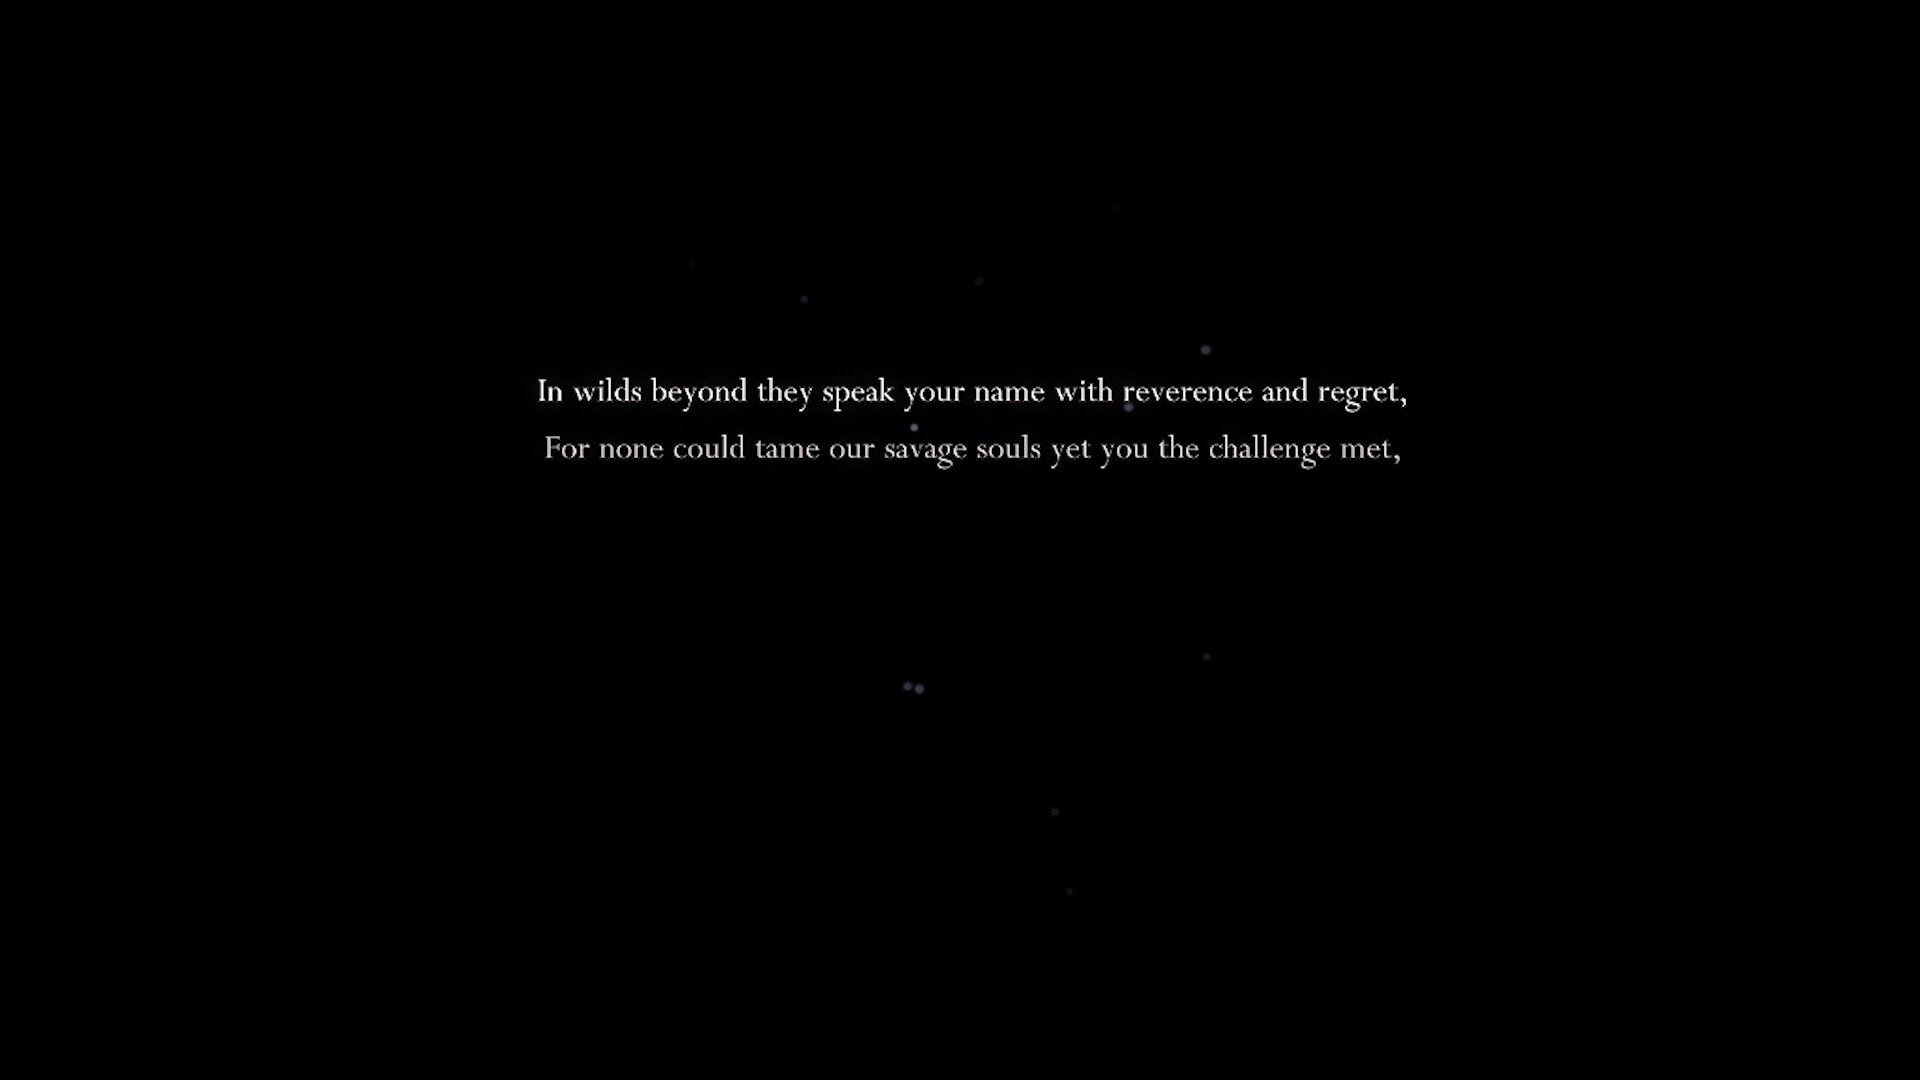 In wilds beyond they speak your name with reverence and regret,
For none could tame our savage souls yet you the challenge met,